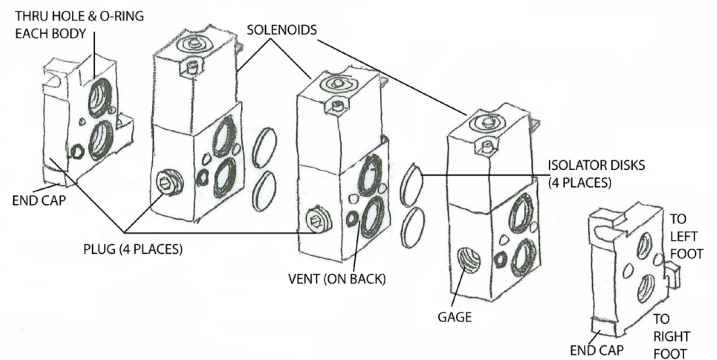 THRU HOLE & O-RING
EACH BODY
SOLENOIDS
ISOLATOR DISKS
(4 PLACES)
END CAP
PLUG (4 PLACES)
VENT (ON BACK)
GAGE
TO
LEFT
FOOT
TO
RIGHT
FOOT
END CAP